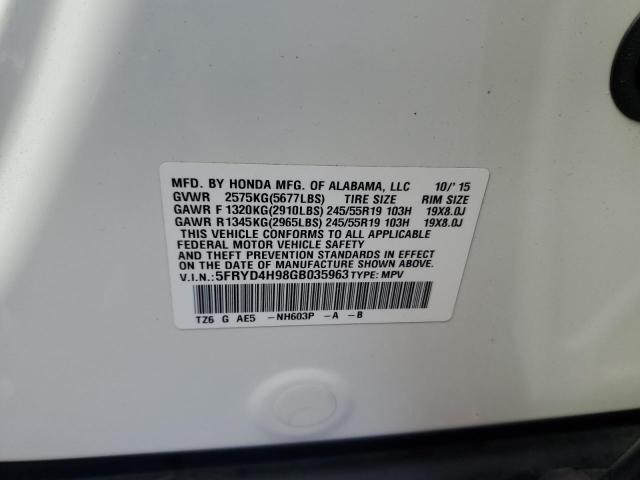 MFD. BY HONDA MFG. OF ALABAMA, LLC 10/'15
GVWR 2575KG(5677LBS) TIRE SIZE RIM SIZE
GAWR F 1320KG(2910LBS) 245/55R19 103H 19X8.0J
GAWR R1345KG(2965LBS) 245/55R19 103H 19X8.0J
THIS VEHICLE CONFORMS TO ALL APPLICABLE
FEDERAL MOTOR VEHICLE SAFETY
AND THEFT PREVENTION STANDARDS IN EFFECT
ON THE DATE OF MANUFACTURE SHOWN ABOVE.
V.I.N.: 5FRYD4H98GB035963 TYPE: MPV
TZ6 G AE5 -NH603P -A -B